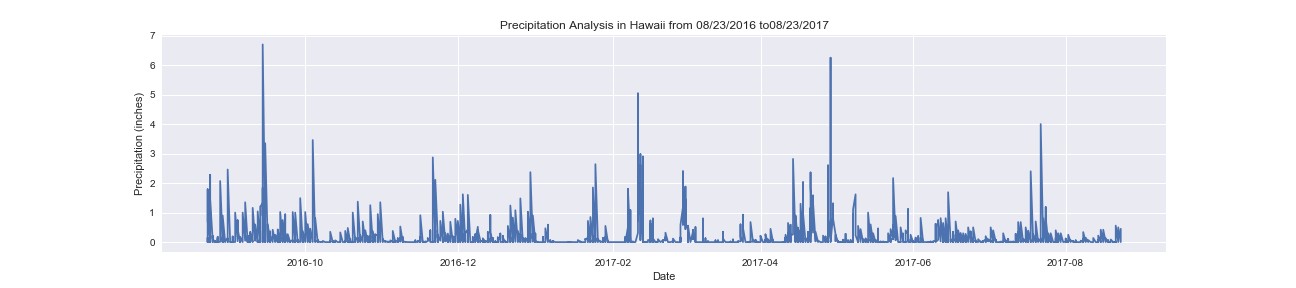 Precipitation Analysis in Hawaii from 08/23/2016 to08/23/2017
7
6
5
4
3
2
1
0
Precipitation (inches)
2016-10 2016-12 2017-02 2017-04 2017-06 2017-08
Date